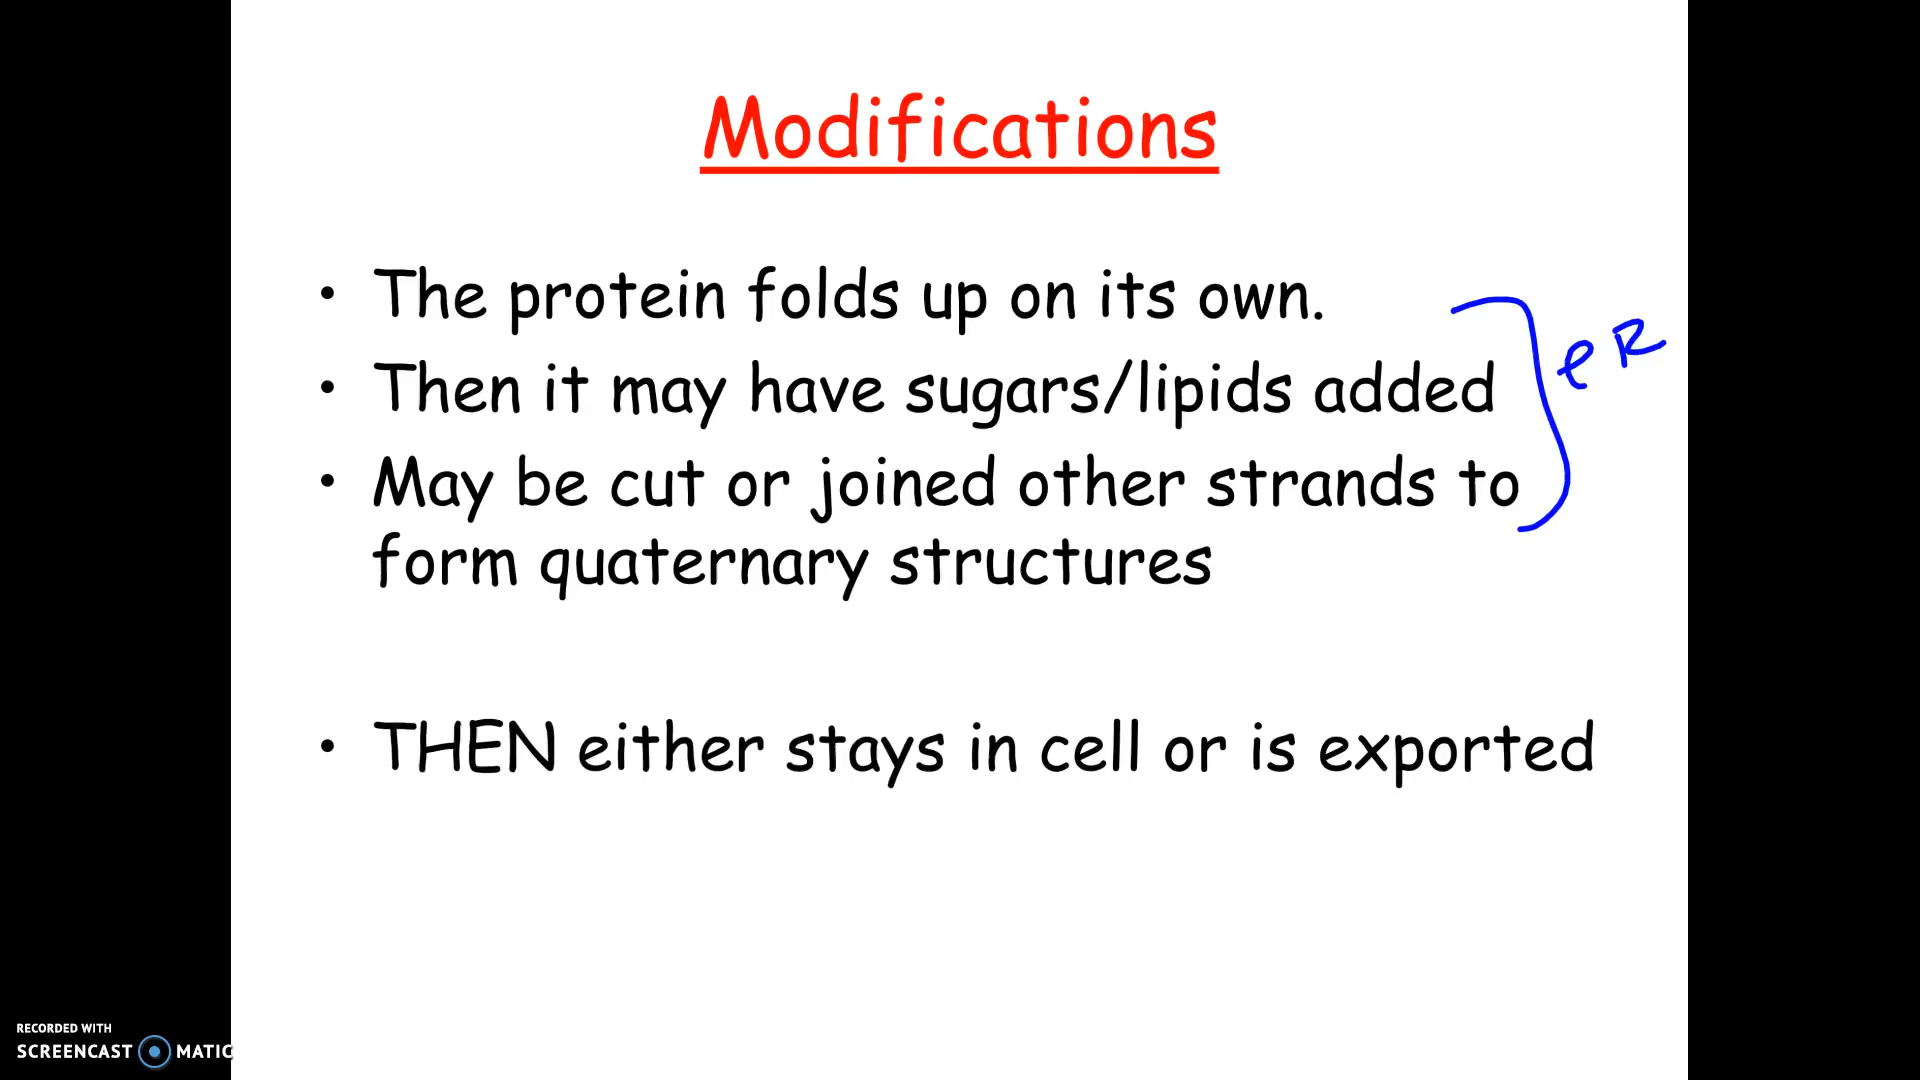 Modifications
• The protein folds up on its own.
• Then it may have sugars/lipids added
eR
• May be cut or joined other strands to
form quaternary structures
• THEN either stays in cell or is exported
RECORDED WITH
SCREENCAST MATIC